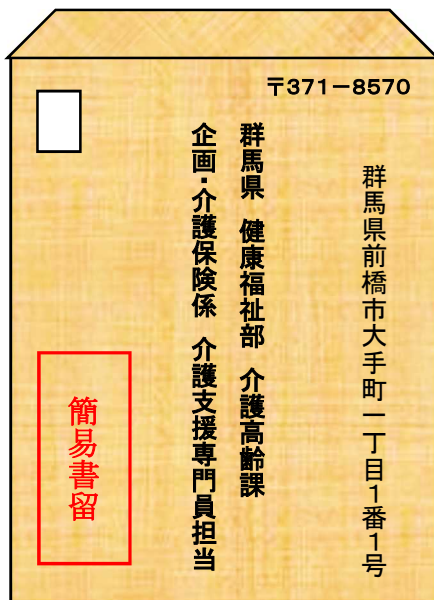 〒371−8570
群馬県前橋市大手町一丁目1番1号
群馬県 健康福祉部 介護高齢課
企画・介護保険係 介護支援専門員担当
簡易書留